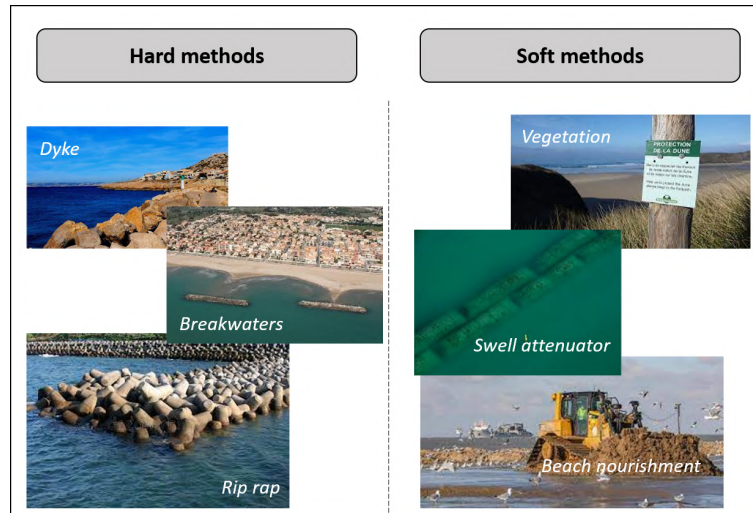 Hard methods
Soft methods
Dyke
Breakwaters
Rip rap
Vegetation
PROTECTION
DE LA DUNE
Swell attenuator
Beach nourishment